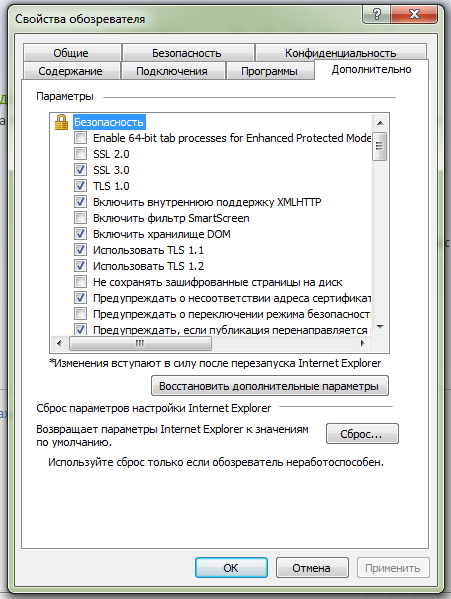 Свойства обозревателя
Общие Безопасность Конфиденциальность
Содержание Подключения Программы Дополнительно
Параметры
Безопасность
Enable 64-bit tab processes for Enhanced Protected Mode
SSL 2.0
SSL 3.0
TLS 1.0
Включить внутреннюю поддержку XMLHTTP
Включить фильтр SmartScreen
Включить хранилище DOM
Использовать TLS 1.1
Использовать TLS 1.2
Не сохранять зашифрованные страницы на диск
Предупреждать о несоответствии адреса сертификат
Предупреждать о переключении режима безопасност
Предупреждать, если публикация перенаправляется
*Изменения вступают в силу после перезапуска Internet Explorer
Восстановить дополнительные параметры
Сброс параметров настройки Internet Explorer
Возвращает параметры Internet Explorer к значениям
по умолчанию.
Сброс...
Используйте сброс только если обозреватель неработоспособен.
ОК Отмена Применить